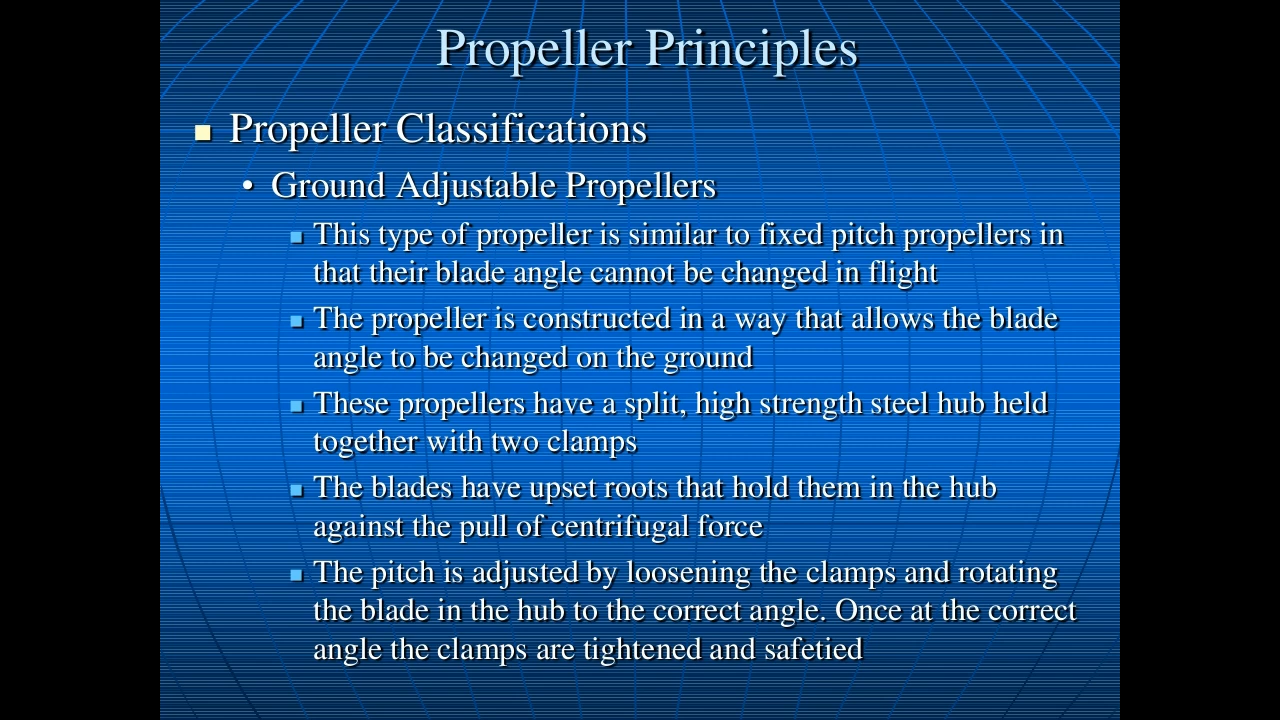 Propeller Principles
Propeller Classifications
• Ground Adjustable Propellers
This type of propeller is similar to fixed pitch propellers in
that their blade angle cannot be changed in flight
The propeller is constructed in a way that allows the blade
angle to be changed on the ground
These propellers have a split, high strength steel hub held
together with two clamps
The blades have upset roots that hold them in the hub
against the pull of centrifugal force
The pitch is adjusted by loosening the clamps and rotating
the blade in the hub to the correct angle. Once at the correct
angle the clamps are tightened and safetied